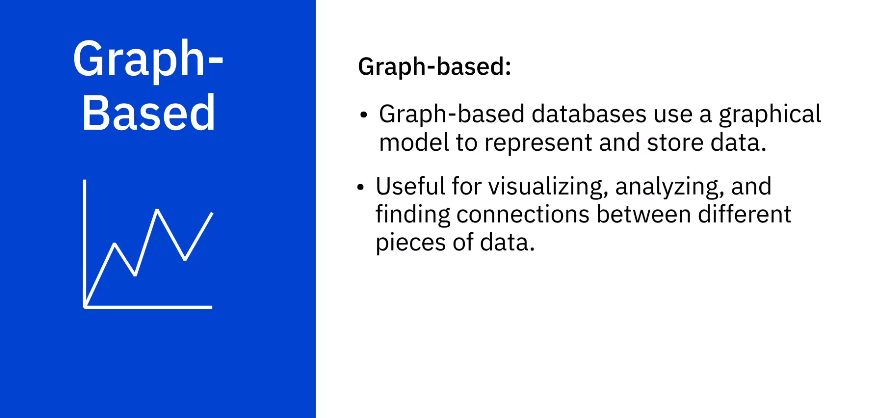 Graph-
Based
Graph-based:
• Graph-based databases use a graphical
model to represent and store data.
• Useful for visualizing, analyzing, and
finding connections between different
pieces of data.